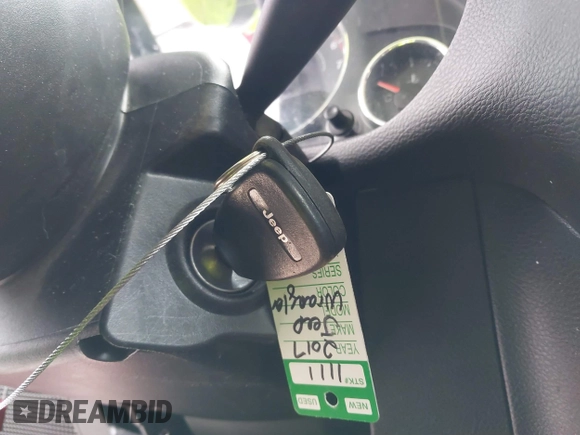 Jeep
NEW USED
STK# 1111
YEAR 2017
MAKE Jeep
MODEL Wrangler
COLOR
SERIES
DREAMBID